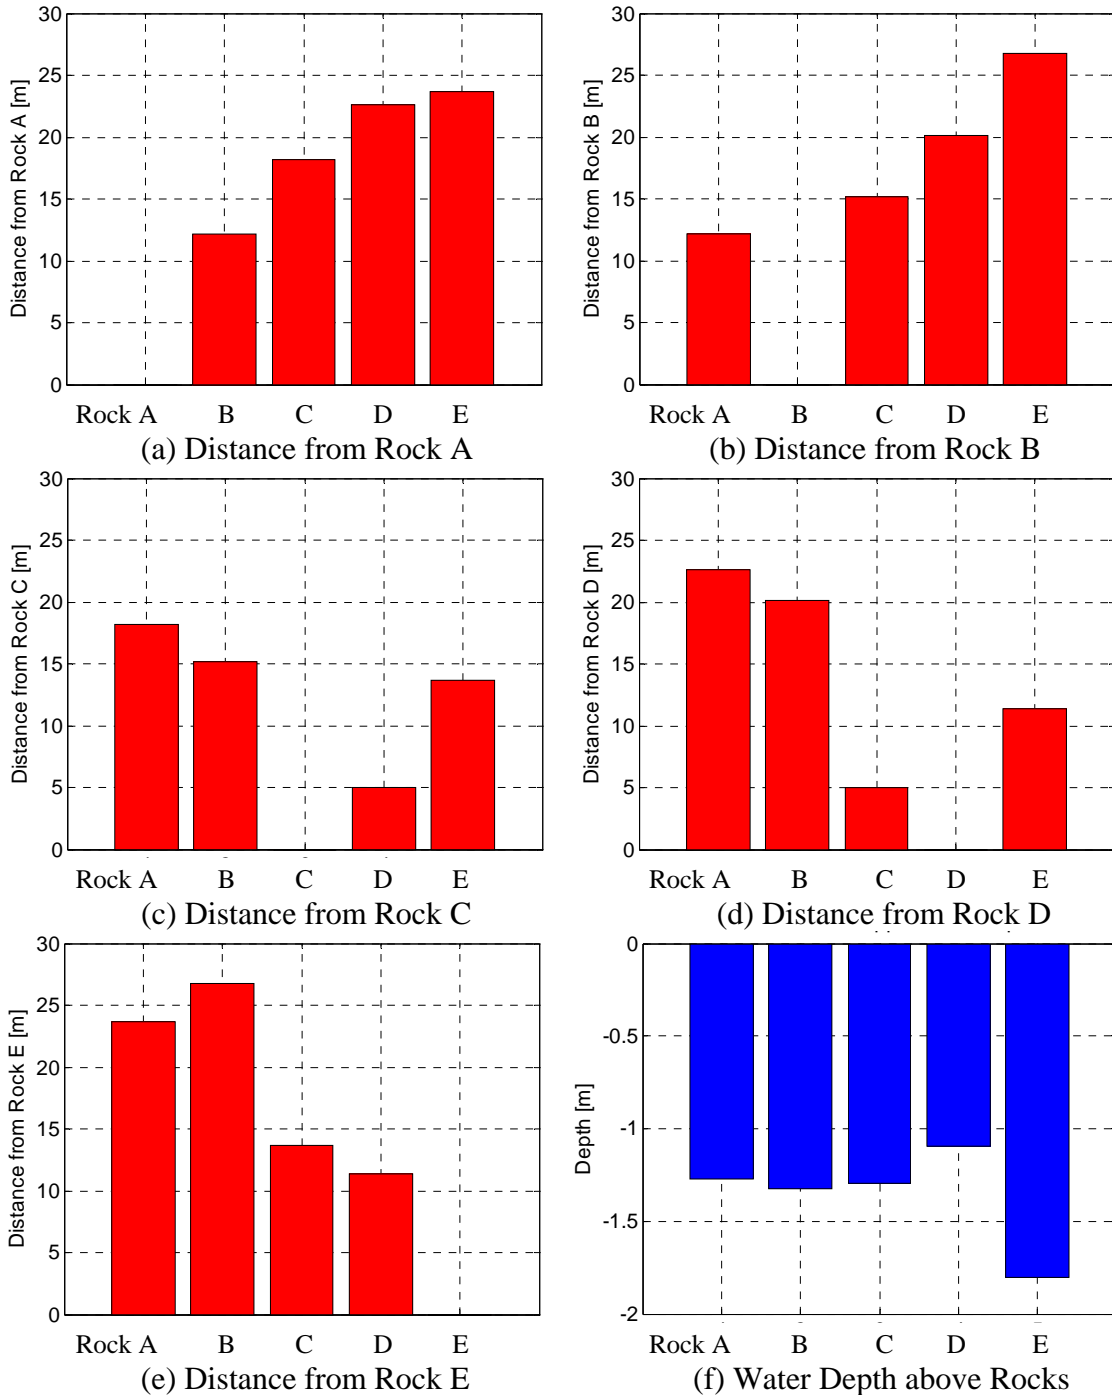 30
25
20
15
10
5
0
Distance from Rock A [m]
Rock A B C D E
(a) Distance from Rock A
30
25
20
15
10
5
0
Distance from Rock B [m]
Rock A B C D E
(b) Distance from Rock B
30
25
20
15
10
5
0
Distance from Rock C [m]
Rock A B C D E
(c) Distance from Rock C
30
25
20
15
10
5
0
Distance from Rock D [m]
Rock A B C D E
(d) Distance from Rock D
30
25
20
15
10
5
0
Distance from Rock E [m]
Rock A B C D E
(e) Distance from Rock E
0
-0.5
-1
-1.5
-2
Depth [m]
Rock A B C D E
(f) Water Depth above Rocks